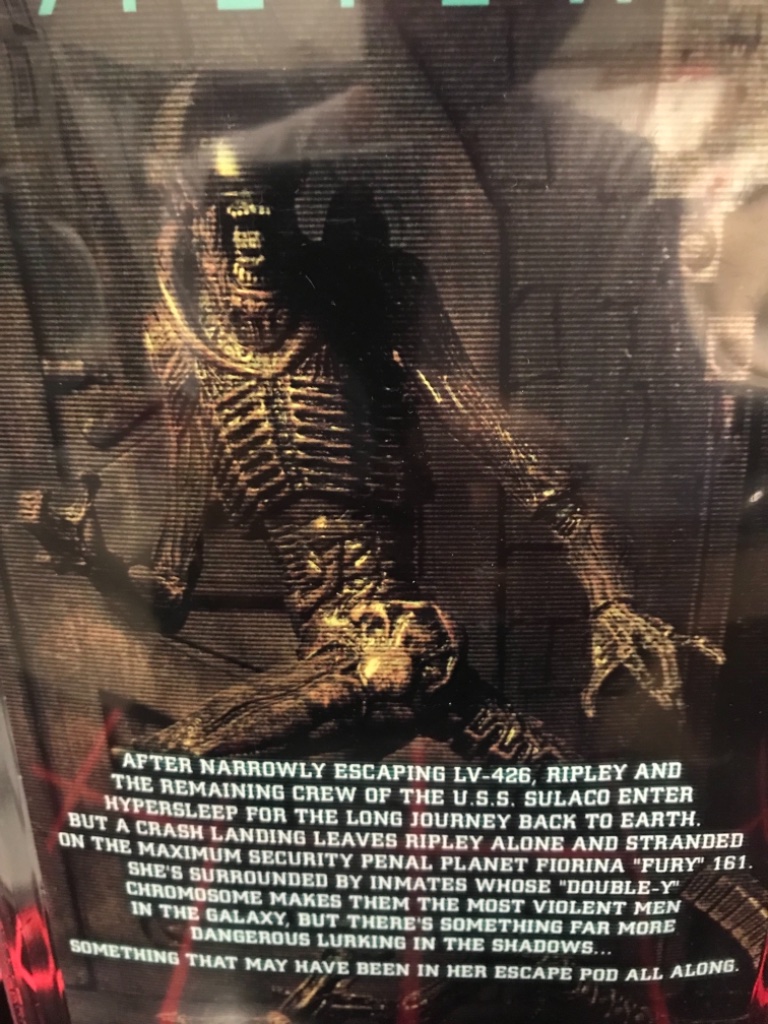 AFTER NARROWLY ESCAPING LV-426, RIPLEY AND
THE REMAINING CREW OF THE U.S.S. SULACO ENTER
HYPERSLEEP FOR THE LONG JOURNEY BACK TO EARTH.
BUT A CRASH LANDING LEAVES RIPLEY ALONE AND STRANDED
ON THE MAXIMUM SECURITY PENAL PLANET FIORINA "FURY" 161.
SHE'S SURROUNDED BY INMATES WHOSE "DOUBLE-Y"
CHROMOSOME MAKES THEM THE MOST VIOLENT MEN
IN THE GALAXY, BUT THERE'S SOMETHING FAR MORE
DANGEROUS LURKING IN THE SHADOWS...
SOMETHING THAT MAY HAVE BEEN IN HER ESCAPE POD ALL ALONG.